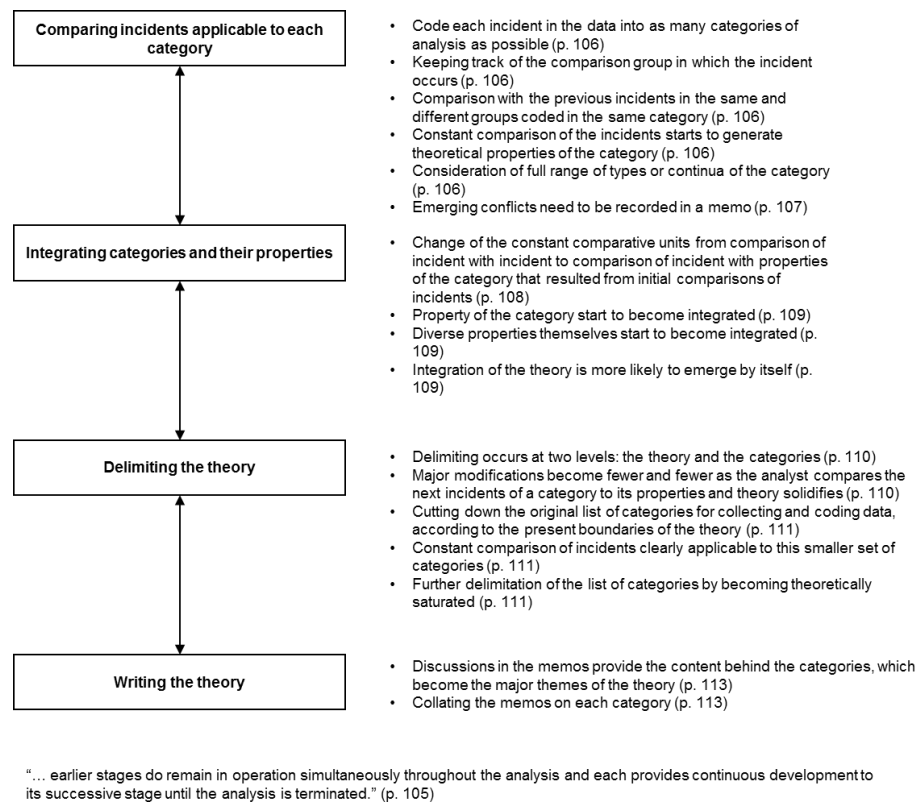 Comparing incidents applicable to each
category
• Code each incident in the data into as many categories of
analysis as possible (p. 106)
• Keeping track of the comparison group in which the incident
occurs (p. 106)
• Comparison with the previous incidents in the same and
different groups coded in the same category (p. 106)
• Constant comparison of the incidents starts to generate
theoretical properties of the category (p. 106)
• Consideration of full range of types or continua of the category
(p. 106)
• Emerging conflicts need to be recorded in a memo (p. 107)
Integrating categories and their properties
• Change of the constant comparative units from comparison of
incident with incident to comparison of incident with properties
of the category that resulted from initial comparisons of
incidents (p. 108)
• Property of the category start to become integrated (p. 109)
• Diverse properties themselves start to become integrated (p.
109)
• Integration of the theory is more likely to emerge by itself (p.
109)
Delimiting the theory
• Delimiting occurs at two levels: the theory and the categories (p. 110)
• Major modifications become fewer and fewer as the analyst compares the
next incidents of a category to its properties and theory solidifies (p. 110)
• Cutting down the original list of categories for collecting and coding data,
according to the present boundaries of the theory (p. 111)
• Constant comparison of incidents clearly applicable to this smaller set of
categories (p. 111)
• Further delimitation of the list of categories by becoming theoretically
saturated (p. 111)
Writing the theory
• Discussions in the memos provide the content behind the categories, which
become the major themes of the theory (p. 113)
• Collating the memos on each category (p. 113)
“… earlier stages do remain in operation simultaneously throughout the analysis and each provides continuous development to
its successive stage until the analysis is terminated.” (p. 105)